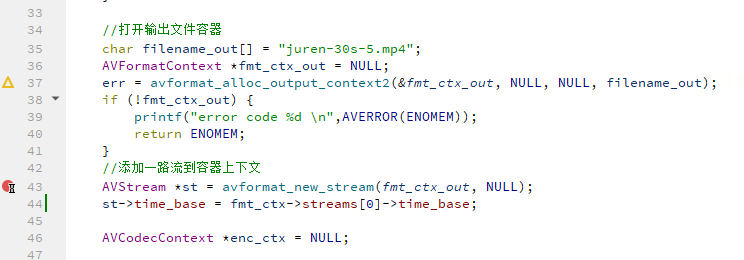 33
34 //打开输出文件容器
35 char filename_out[] = "juren-30s-5.mp4";
36 AVFormatContext *fmt_ctx_out = NULL;
37 err = avformat_alloc_output_context2(&fmt_ctx_out, NULL, NULL, filename_out);
38 if (!fmt_ctx_out) {
39 printf("error code %d \n",AVERROR(ENOMEM));
40 return ENOMEM;
41 }
42 //添加一路流到容器上下文
43 AVStream *st = avformat_new_stream(fmt_ctx_out, NULL);
44 st->time_base = fmt_ctx->streams[0]->time_base;
45
46 AVCodecContext *enc_ctx = NULL;
47